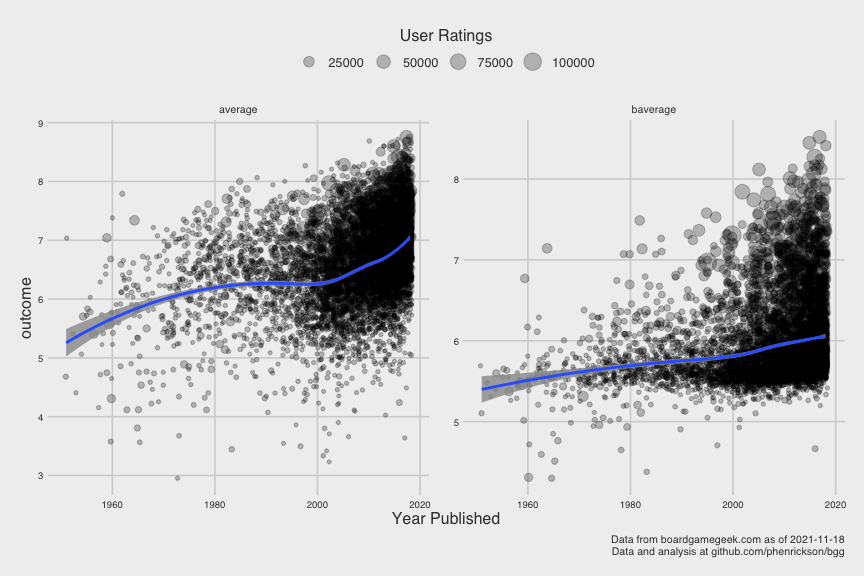 User Ratings
25000 50000 75000 100000
average
baverage
9
8
7
6
5
4
3
8
7
6
5
outcome
1960 1980 2000 2020
1960 1980 2000 2020
Year Published
Data from boardgamegeek.com as of 2021-11-18
Data and analysis at github.com/phenrickson/bgg